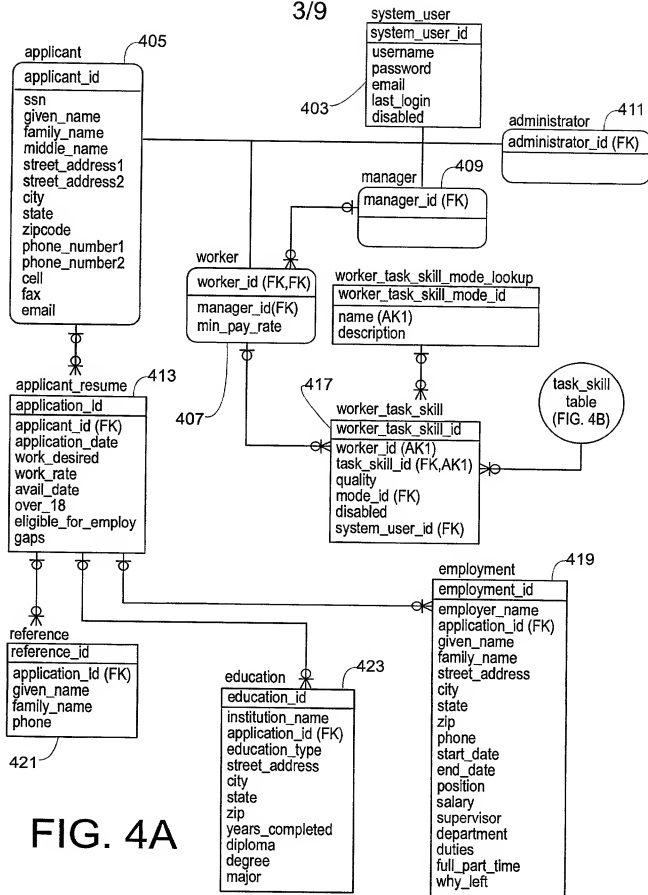 3/9
system_user
system_user_id
username
password
email
last_login
disabled
403
applicant
405
applicant_id
ssn
given_name
family_name
middle_name
street_address1
street_address2
city
state
zipcode
phone_number1
phone_number2
cell
fax
email
administrator
411
administrator_id (FK)
manager
409
manager_id (FK)
worker
worker_id (FK,FK)
manager_id(FK)
min_pay_rate
407
worker_task_skill_mode_lookup
worker_task_skill_mode_id
name (AK1)
description
applicant_resume
413
application_id
applicant_id (FK)
application_date
work_desired
work_rate
avail_date
over_18
eligible_for_employ
gaps
417
worker_task_skill
worker_task_skill_id
worker_id (AK1)
task_skill_id (FK,AK1)
quality
mode_id (FK)
disabled
system_user_id (FK)
task_skill
table
(FIG. 4B)
reference
reference_id
application_Id (FK)
given_name
family_name
phone
421
education
423
education_id
institution_name
application_id (FK)
education_type
street_address
city
state
zip
years_completed
diploma
degree
major
employment
419
employment_id
employer_name
application_id (FK)
given_name
family_name
street_address
city
state
zip
phone
start_date
end_date
position
salary
supervisor
department
duties
full_part_time
why_left
FIG. 4A